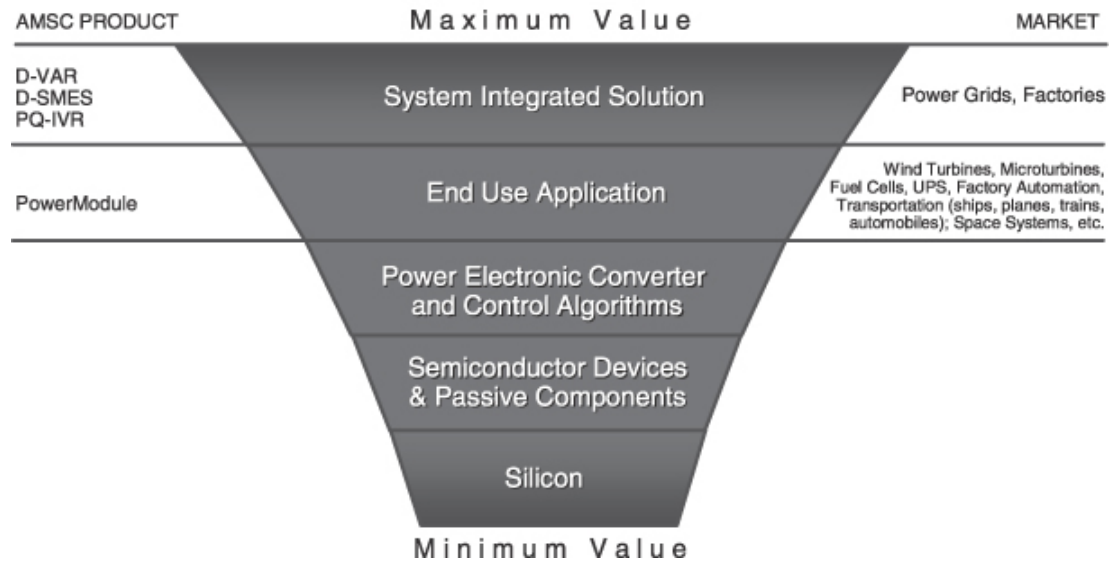 AMSC PRODUCT
Maximum Value
MARKET
D-VAR
D-SMES
PQ-IVR
System Integrated Solution
Power Grids, Factories
PowerModule
End Use Application
Wind Turbines, Microturbines,
Fuel Cells, UPS, Factory Automation,
Transportation (ships, planes, trains,
automobiles); Space Systems, etc.
Power Electronic Converter
and Control Algorithms
Semiconductor Devices
& Passive Components
Silicon
Minimum Value